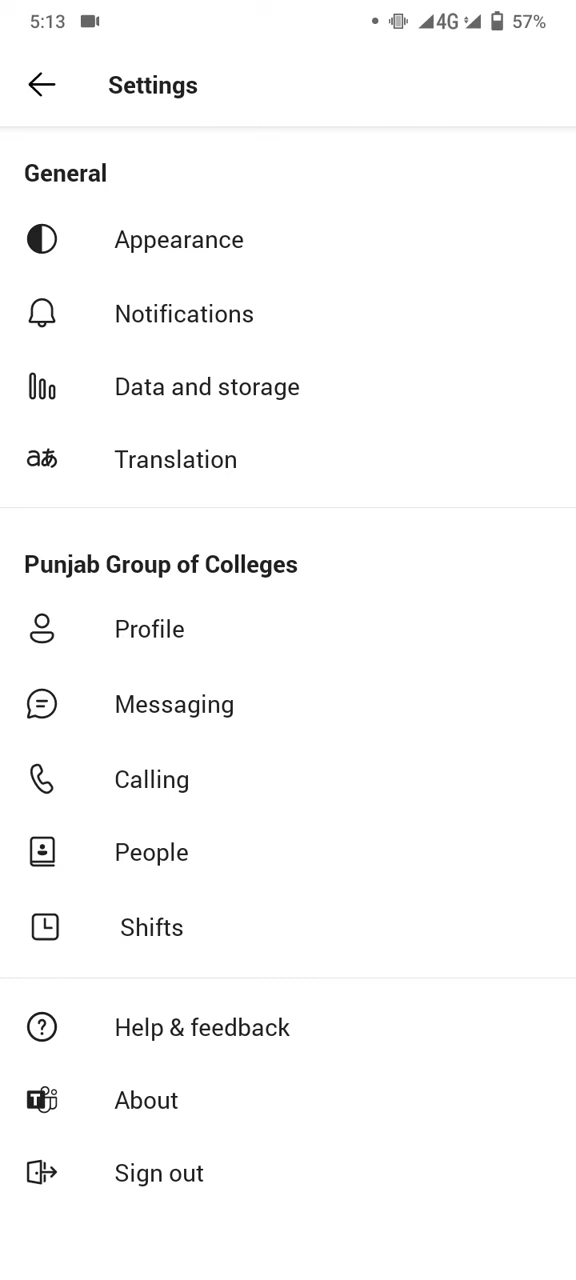 5:13 4G 57%
Settings
General
Appearance
Notifications
Data and storage
aあ Translation
Punjab Group of Colleges
Profile
Messaging
Calling
People
Shifts
? Help & feedback
T About
Sign out